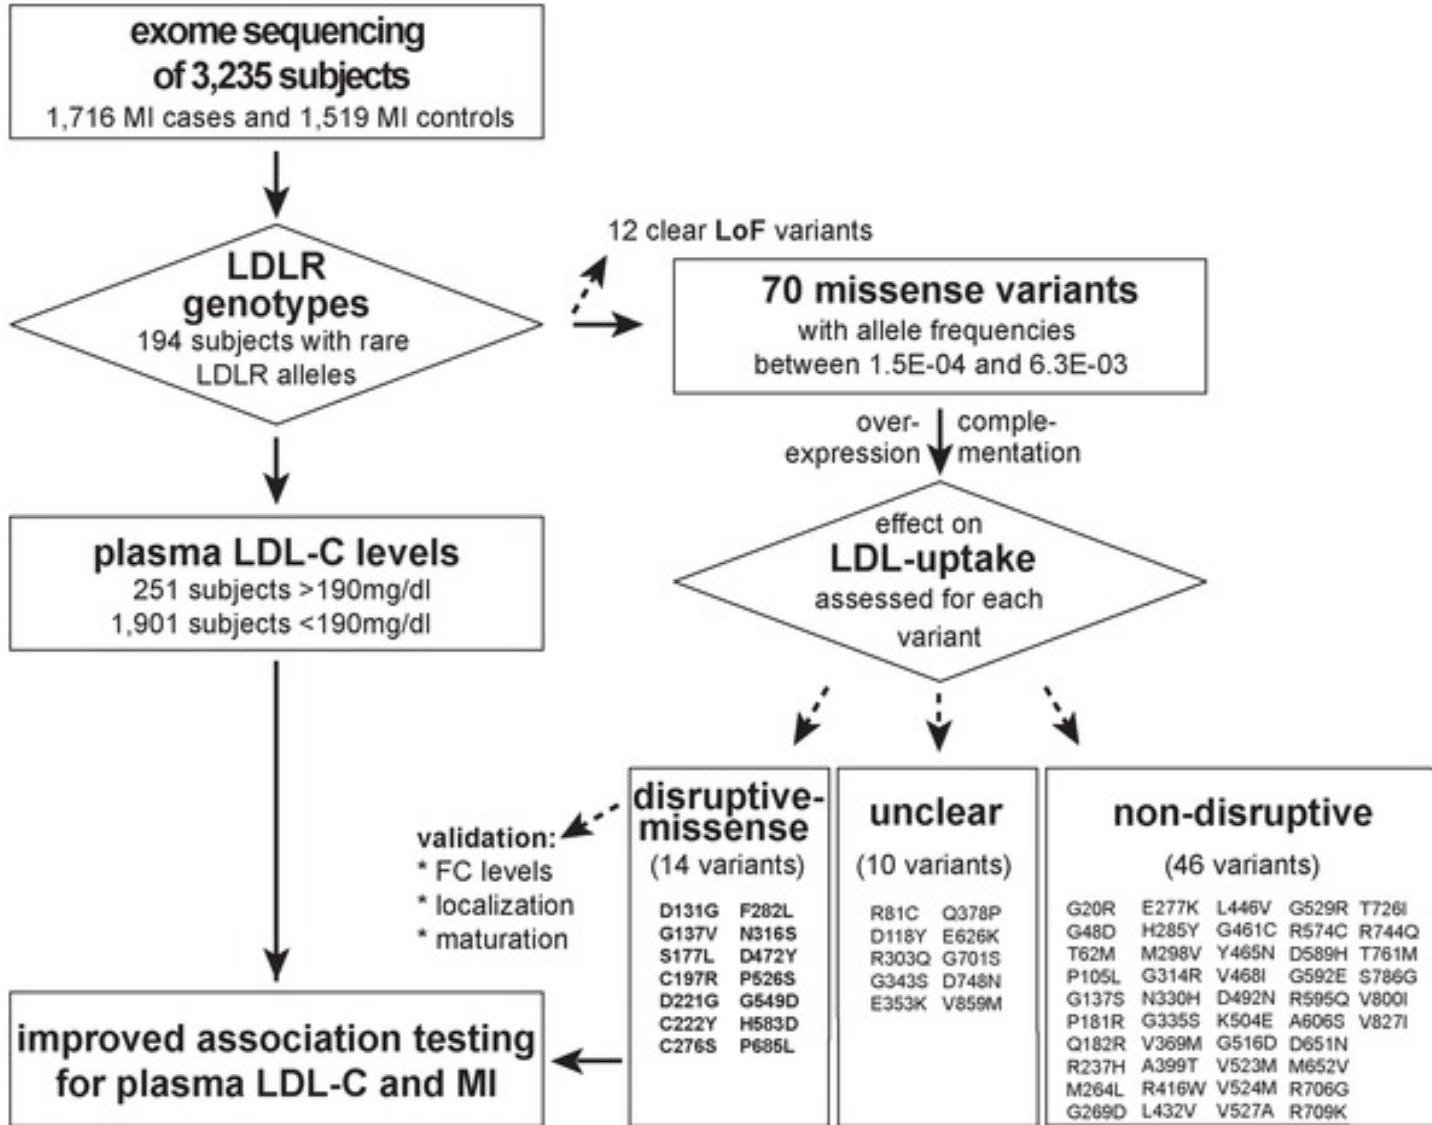 exome sequencing
of 3,235 subjects
1,716 MI cases and 1,519 MI controls
LDLR
genotypes
194 subjects with rare
LDLR alleles
12 clear LoF variants
70 missense variants
with allele frequencies
between 1.5E-04 and 6.3E-03
over- comple-
expression mentation
plasma LDL-C levels
251 subjects >190mg/dl
1,901 subjects <190mg/dl
effect on
LDL-uptake
assessed for each
variant
validation:
* FC levels
* localization
* maturation
disruptive-
missense
(14 variants)
D131G F282L
G137V N316S
S177L D472Y
C197R P526S
D221G G549D
C222Y H583D
C276S P685L
unclear
(10 variants)
R81C Q378P
D118Y E626K
R303Q G701S
G343S D748N
E353K V859M
non-disruptive
(46 variants)
G20R E277K L446V G529R T726I
G48D H285Y G461C R574C R744Q
T62M M298V Y465N D589H T761M
P105L G314R V468I G592E S786G
G137S N330H D492N R595Q V800I
P181R G335S K504E A606S V827I
Q182R V369M G516D D651N
R237H A399T V523M M652V
M264L R416W V524M R706G
G269D L432V V527A R709K
improved association testing
for plasma LDL-C and MI